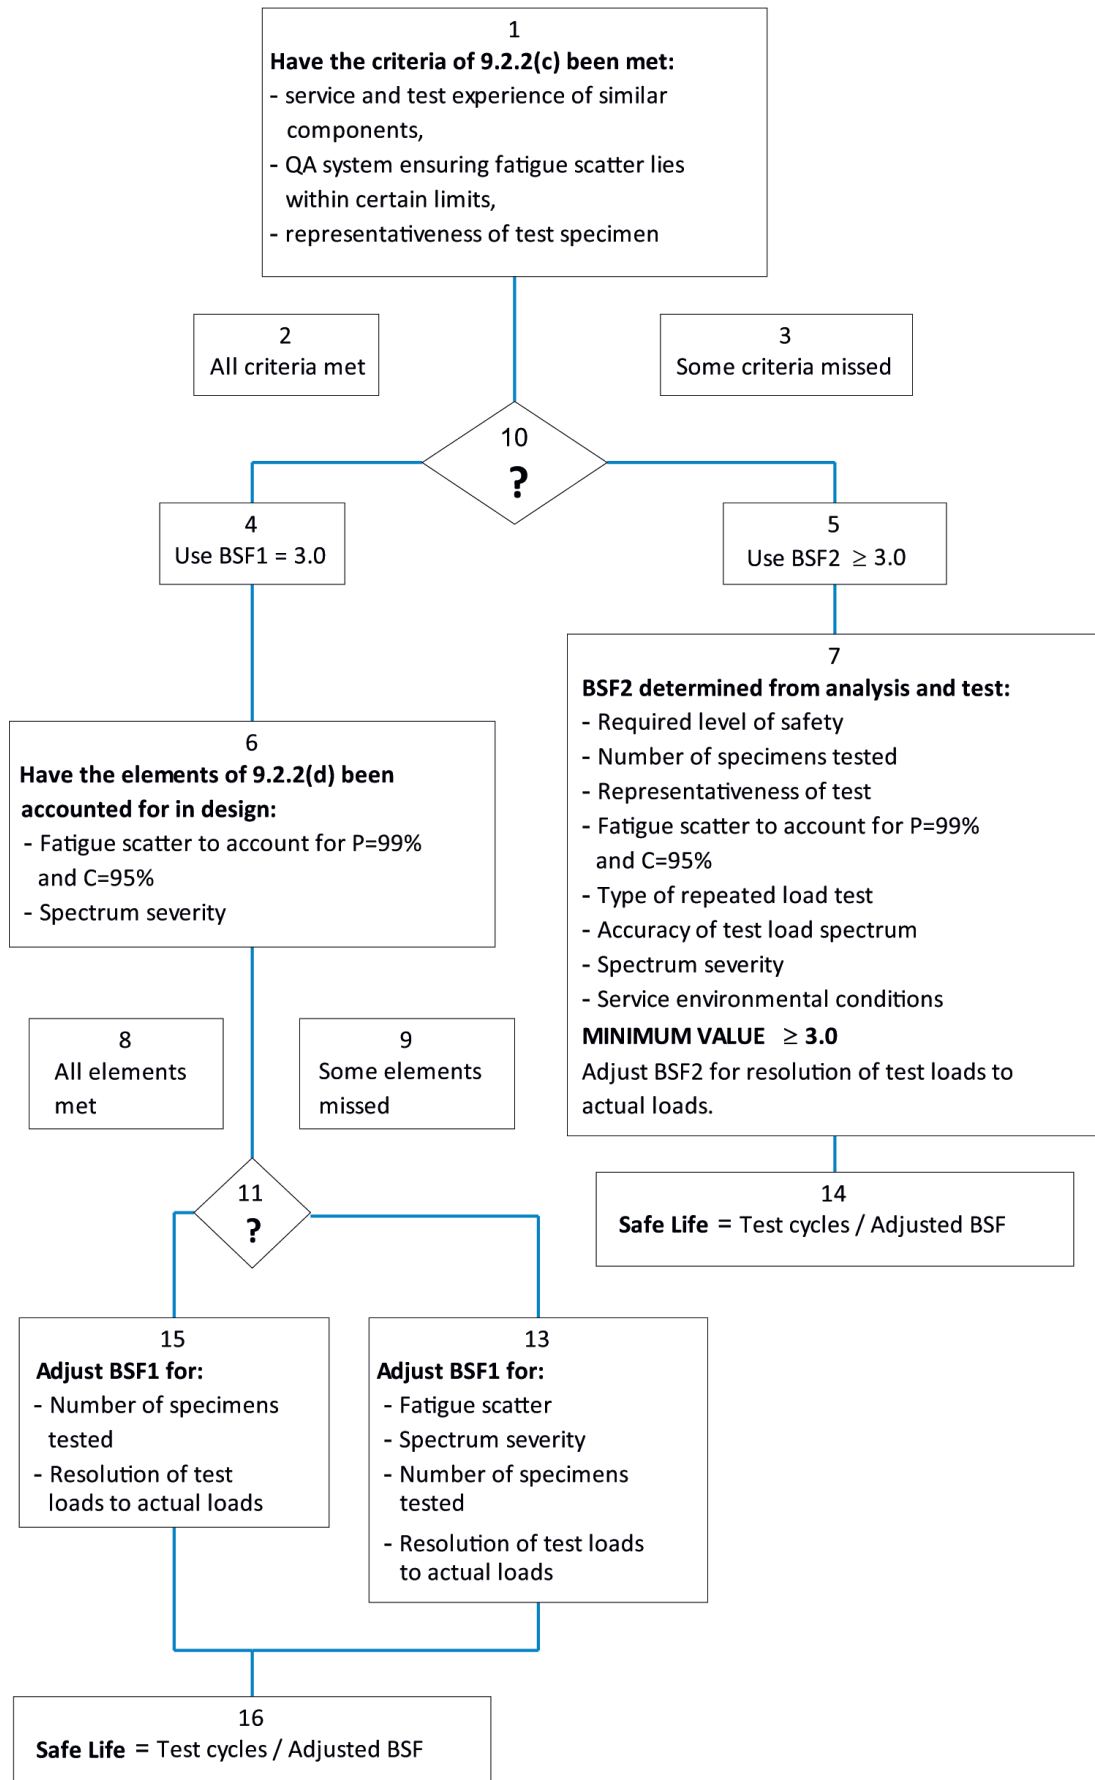 1
Have the criteria of 9.2.2(c) been met:
- service and test experience of similar
components,
- QA system ensuring fatigue scatter lies
within certain limits,
- representativeness of test specimen
2
All criteria met
3
Some criteria missed
10
?
4
Use BSF1 = 3.0
5
Use BSF2 ≥ 3.0
7
BSF2 determined from analysis and test:
- Required level of safety
- Number of specimens tested
- Representativeness of test
- Fatigue scatter to account for P=99%
and C=95%
- Type of repeated load test
- Accuracy of test load spectrum
- Spectrum severity
- Service environmental conditions
MINIMUM VALUE ≥ 3.0
Adjust BSF2 for resolution of test loads to
actual loads.
6
Have the elements of 9.2.2(d) been
accounted for in design:
- Fatigue scatter to account for P=99%
and C=95%
- Spectrum severity
8
All elements
met
9
Some elements
missed
11
?
14
Safe Life = Test cycles / Adjusted BSF
15
Adjust BSF1 for:
- Number of specimens
tested
- Resolution of test
loads to actual loads
13
Adjust BSF1 for:
- Fatigue scatter
- Spectrum severity
- Number of specimens
tested
- Resolution of test loads
to actual loads
16
Safe Life = Test cycles / Adjusted BSF